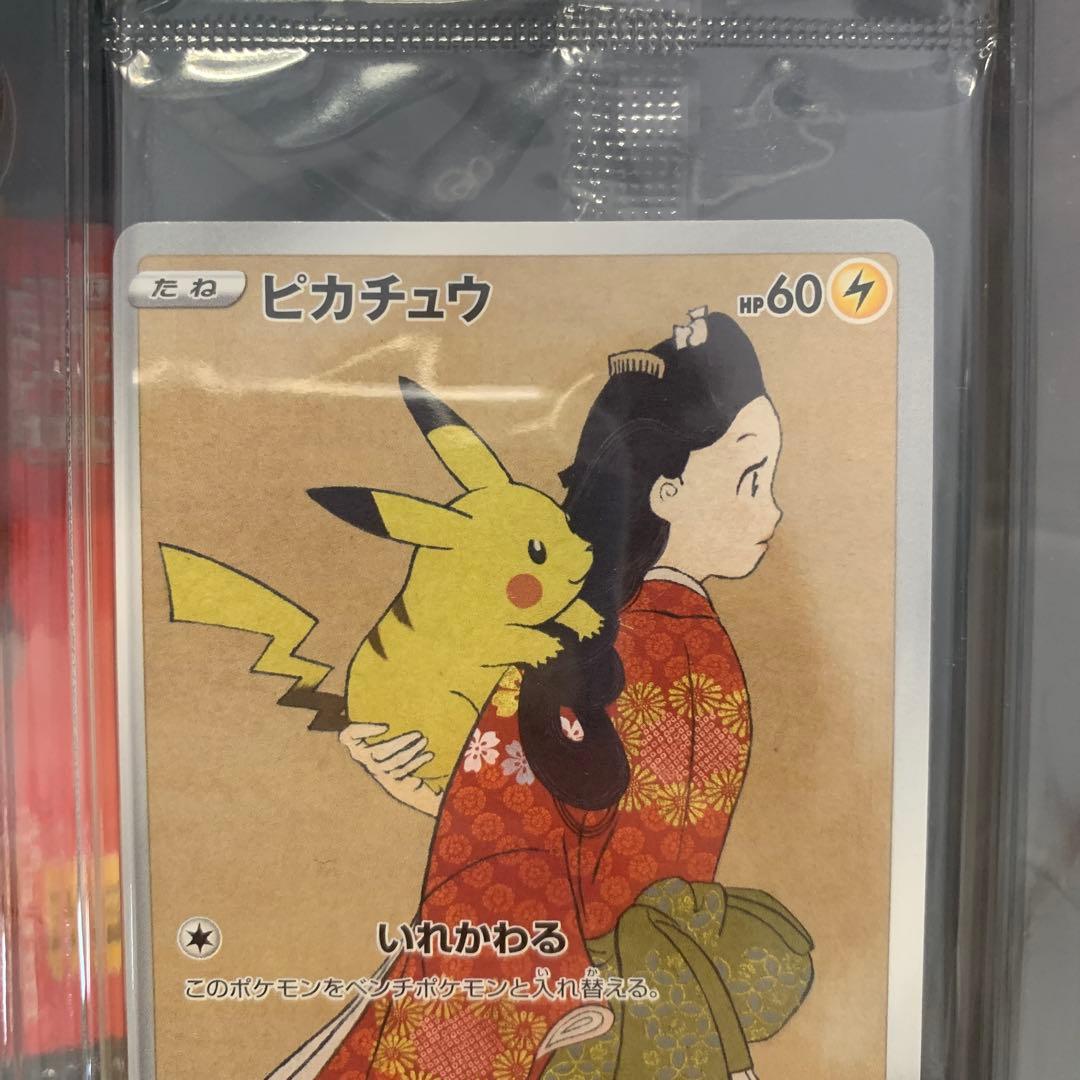 たね ピカチュウ HP60
いれかわる
このポケモンをベンチポケモンと入れ替える。